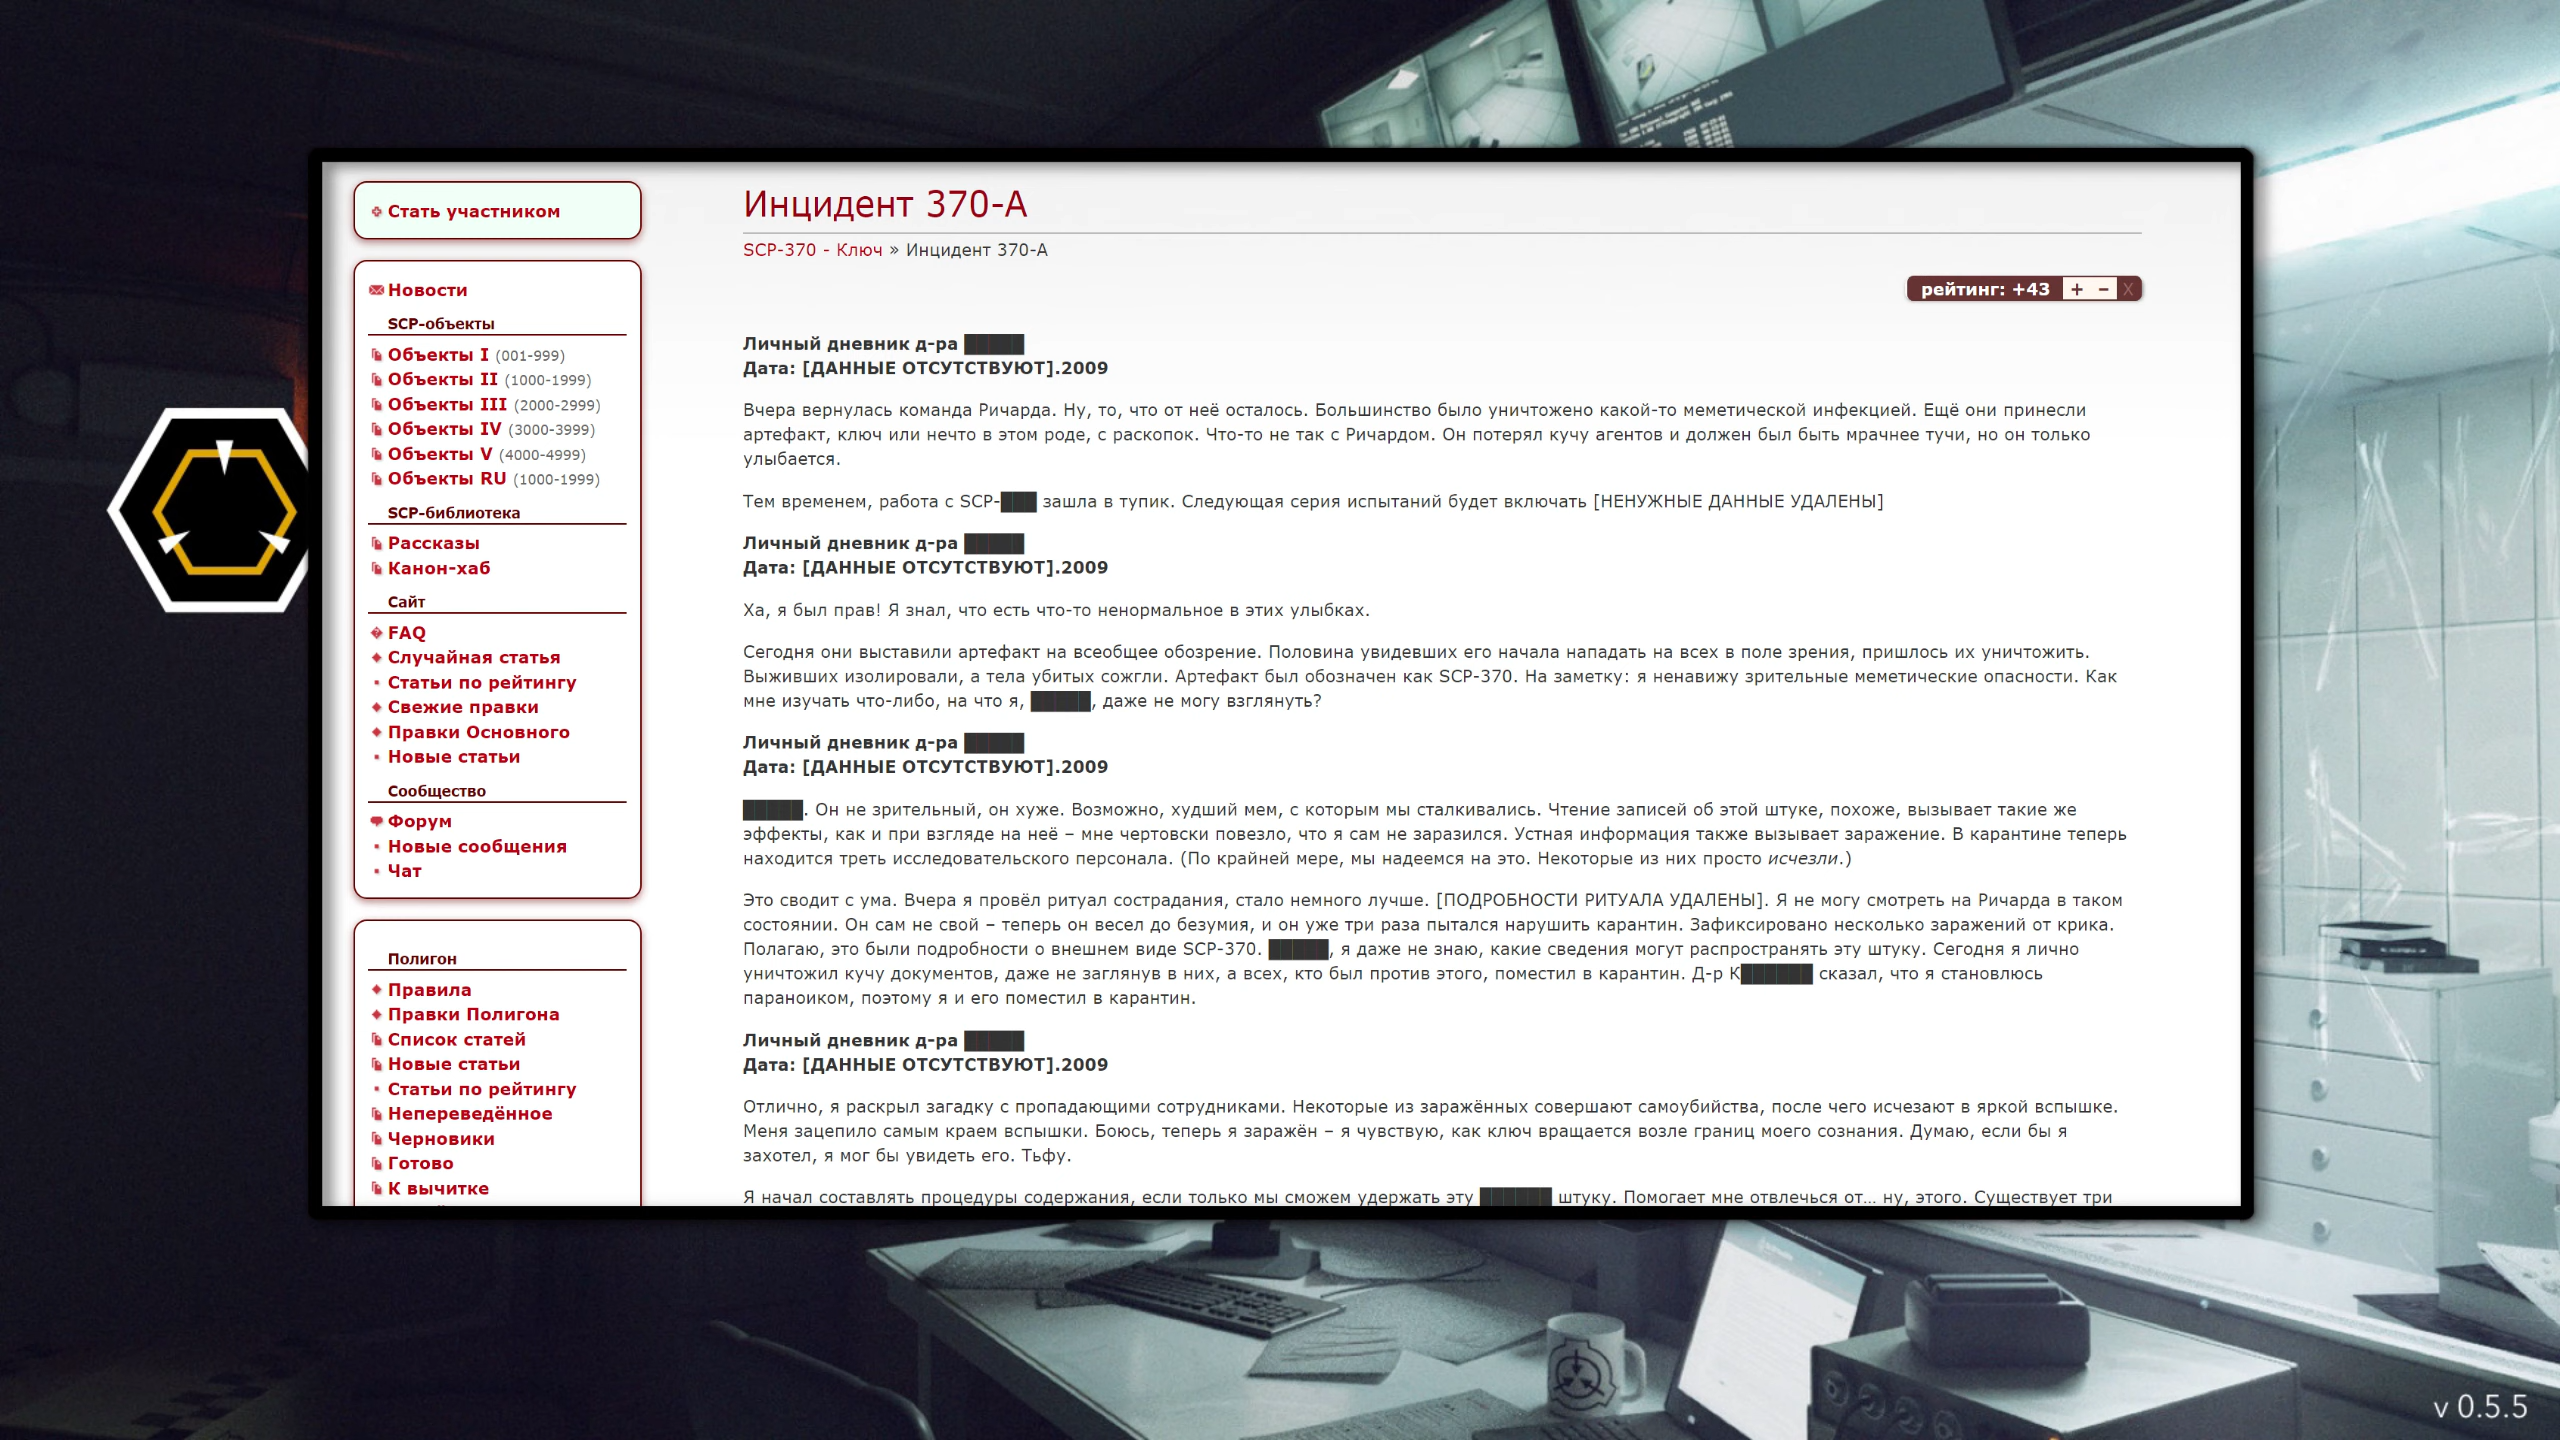 Стать участником
Новости
SCP-объекты
Объекты I (001-999)
Объекты II (1000-1999)
Объекты III (2000-2999)
Объекты IV (3000-3999)
Объекты V (4000-4999)
Объекты RU (1000-1999)
SCP-библиотека
Рассказы
Канон-хаб
Сайт
FAQ
Случайная статья
Статьи по рейтингу
Свежие правки
Правки Основного
Новые статьи
Сообщество
Форум
Новые сообщения
Чат
Полигон
Правила
Правки Полигона
Список статей
Новые статьи
Статьи по рейтингу
Непереведённое
Черновики
Готово
К вычитке
Инцидент 370-А
SCP-370 - Ключ » Инцидент 370-А
рейтинг: +43 + − X
Личный дневник д-ра █████
Дата: [ДАННЫЕ ОТСУТСТВУЮТ].2009
Вчера вернулась команда Ричарда. Ну, то, что от неё осталось. Большинство было уничтожено какой-то меметической инфекцией. Ещё они принесли
артефакт, ключ или нечто в этом роде, с раскопок. Что-то не так с Ричардом. Он потерял кучу агентов и должен был быть мрачнее тучи, но он только
улыбается.
Тем временем, работа с SCP-███ зашла в тупик. Следующая серия испытаний будет включать [НЕНУЖНЫЕ ДАННЫЕ УДАЛЕНЫ]
Личный дневник д-ра █████
Дата: [ДАННЫЕ ОТСУТСТВУЮТ].2009
Ха, я был прав! Я знал, что есть что-то ненормальное в этих улыбках.
Сегодня они выставили артефакт на всеобщее обозрение. Половина увидевших его начала нападать на всех в поле зрения, пришлось их уничтожить.
Выживших изолировали, а тела убитых сожгли. Артефакт был обозначен как SCP-370. На заметку: я ненавижу зрительные меметические опасности. Как
мне изучать что-либо, на что я, █████, даже не могу взглянуть?
Личный дневник д-ра █████
Дата: [ДАННЫЕ ОТСУТСТВУЮТ].2009
█████. Он не зрительный, он хуже. Возможно, худший мем, с которым мы сталкивались. Чтение записей об этой штуке, похоже, вызывает такие же
эффекты, как и при взгляде на неё – мне чертовски повезло, что я сам не заразился. Устная информация также вызывает заражение. В карантине теперь
находится треть исследовательского персонала. (По крайней мере, мы надеемся на это. Некоторые из них просто исчезли.)
Это сводит с ума. Вчера я провёл ритуал сострадания, стало немного лучше. [ПОДРОБНОСТИ РИТУАЛА УДАЛЕНЫ]. Я не могу смотреть на Ричарда в таком
состоянии. Он сам не свой – теперь он весел до безумия, и он уже три раза пытался нарушить карантин. Зафиксировано несколько заражений от крика.
Полагаю, это были подробности о внешнем виде SCP-370. █████, я даже не знаю, какие сведения могут распространять эту штуку. Сегодня я лично
уничтожил кучу документов, даже не заглянув в них, а всех, кто был против этого, поместил в карантин. Д-р К██████ сказал, что я становлюсь
параноиком, поэтому я и его поместил в карантин.
Личный дневник д-ра █████
Дата: [ДАННЫЕ ОТСУТСТВУЮТ].2009
Отлично, я раскрыл загадку с пропадающими сотрудниками. Некоторые из заражённых совершают самоубийства, после чего исчезают в яркой вспышке.
Меня зацепило самым краем вспышки. Боюсь, теперь я заражён – я чувствую, как ключ вращается возле границ моего сознания. Думаю, если бы я
захотел, я мог бы увидеть его. Тьфу.
Я начал составлять процедуры содержания, если только мы сможем удержать эту ██████ штуку. Помогает мне отвлечься от... ну, этого. Существует три
v 0.5.5